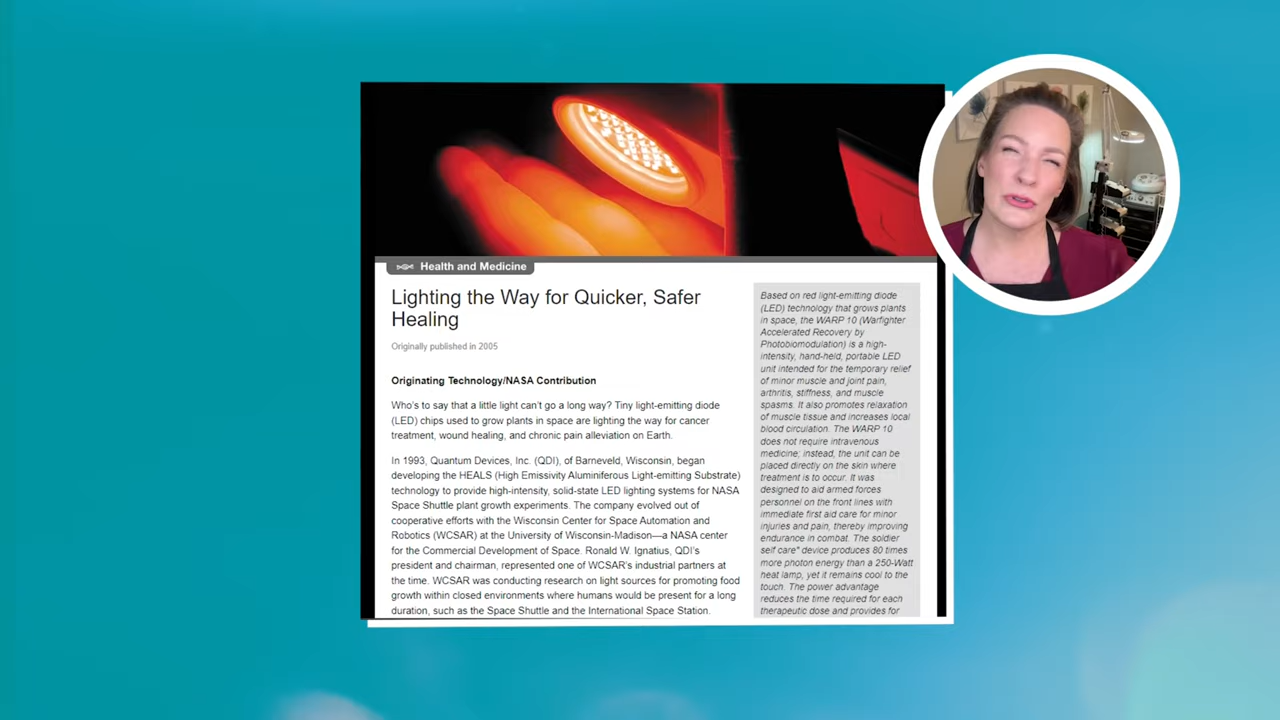 Health and Medicine
Lighting the Way for Quicker, Safer
Healing
Originally published in 2005
Originating Technology/NASA Contribution
Who's to say that a little light can't go a long way? Tiny light-emitting diode
(LED) chips used to grow plants in space are lighting the way for cancer
treatment, wound healing, and chronic pain alleviation on Earth.
In 1993, Quantum Devices, Inc. (QDI), of Barneveld, Wisconsin, began
developing the HEALS (High Emissivity Aluminiferous Light-emitting Substrate)
technology to provide high-intensity, solid-state LED lighting systems for NASA
Space Shuttle plant growth experiments. The company evolved out of
cooperative efforts with the Wisconsin Center for Space Automation and
Robotics (WCSAR) at the University of Wisconsin-Madison—a NASA center
for the Commercial Development of Space. Ronald W. Ignatius, QDI's
president and chairman, represented one of WCSAR's industrial partners at
the time. WCSAR was conducting research on light sources for promoting food
growth within closed environments where humans would be present for a long
duration, such as the Space Shuttle and the International Space Station.
Based on red light-emitting diode
(LED) technology that grows plants
in space, the WARP 10 (Warfighter
Accelerated Recovery by
Photobiomodulation) is a high-
intensity, hand-held, portable LED
unit intended for the temporary relief
of minor muscle and joint pain,
arthritis, stiffness, and muscle
spasms. It also promotes relaxation
of muscle tissue and increases local
blood circulation. The WARP 10
does not require intravenous
medicine; instead, the unit can be
placed directly on the skin where
treatment is to occur. It was
designed to aid armed forces
personnel on the front lines with
immediate first aid care for minor
injuries and pain, thereby improving
endurance in combat. The soldier
self care" device produces 80 times
more photon energy than a 250-Watt
heat lamp, yet it remains cool to the
touch. The power advantage
reduces the time required for each
therapeutic dose and provides for